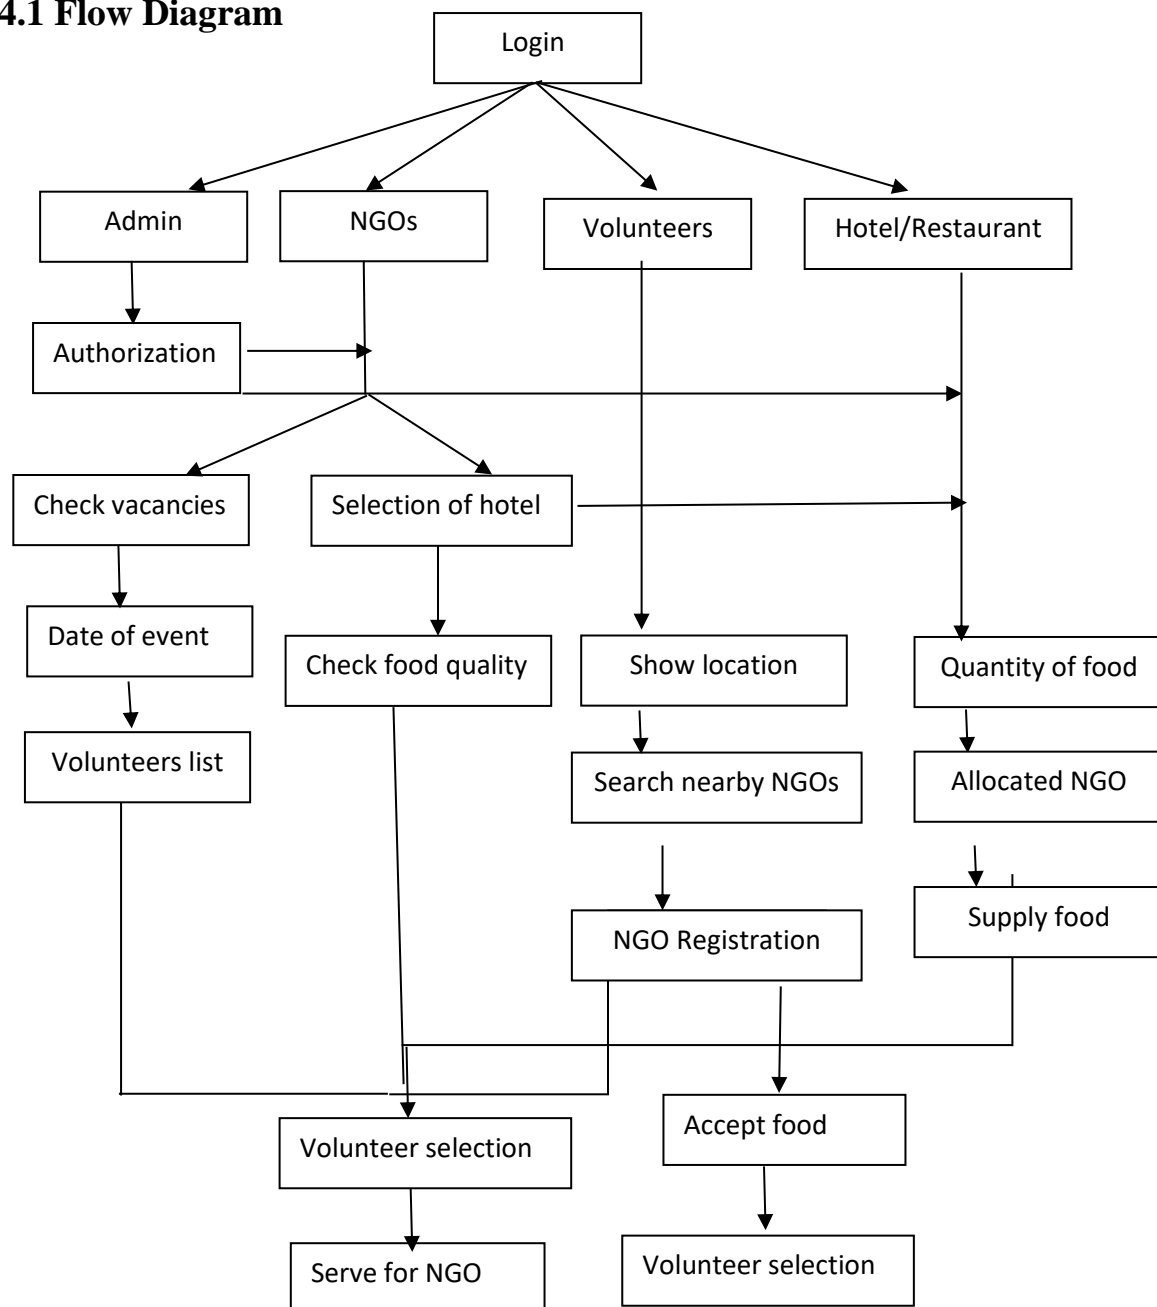 4.1 Flow Diagram
Login
Admin
NGOs
Volunteers
Hotel/Restaurant
Authorization
Check vacancies
Selection of hotel
Date of event
Check food quality
Show location
Quantity of food
Volunteers list
Search nearby NGOs
Allocated NGO
NGO Registration
Supply food
Volunteer selection
Accept food
Serve for NGO
Volunteer selection